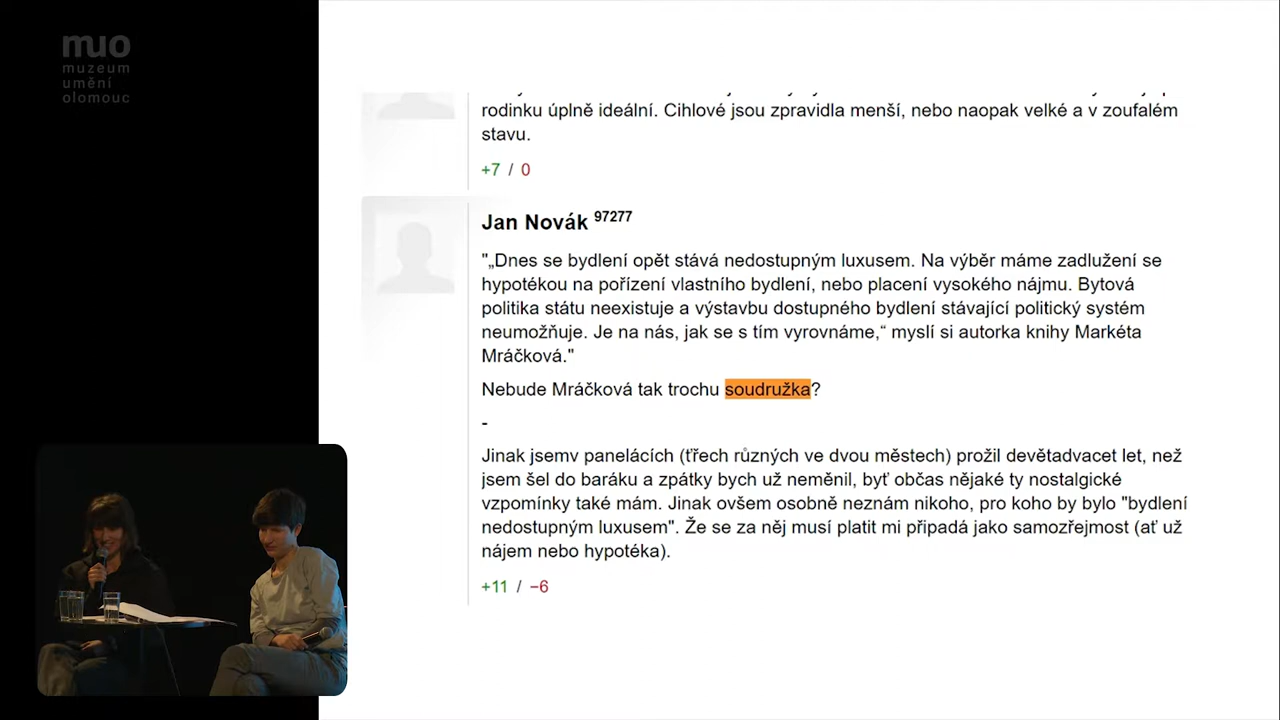 muo
muzeum
umění
olomouc
rodinku úplně ideální. Cihlové jsou zpravidla menší, nebo naopak velké a v zoufalém
stavu.
+7 / 0
Jan Novák 97277
"„Dnes se bydlení opět stává nedostupným luxusem. Na výběr máme zadlužení se
hypotékou na pořízení vlastního bydlení, nebo placení vysokého nájmu. Bytová
politika státu neexistuje a výstavbu dostupného bydlení stávající politický systém
neumožňuje. Je na nás, jak se s tím vyrovnáme,“ myslí si autorka knihy Markéta
Mráčková."
Nebude Mráčková tak trochu soudružka?
-
Jinak jsemv panelácích (třech různých ve dvou městech) prožil devětadvacet let, než
jsem šel do baráku a zpátky bych už neměnil, byť občas nějaké ty nostalgické
vzpomínky také mám. Jinak ovšem osobně neznám nikoho, pro koho by bylo "bydlení
nedostupným luxusem". Že se za něj musí platit mi připadá jako samozřejmost (ať už
nájem nebo hypotéka).
+11 / −6